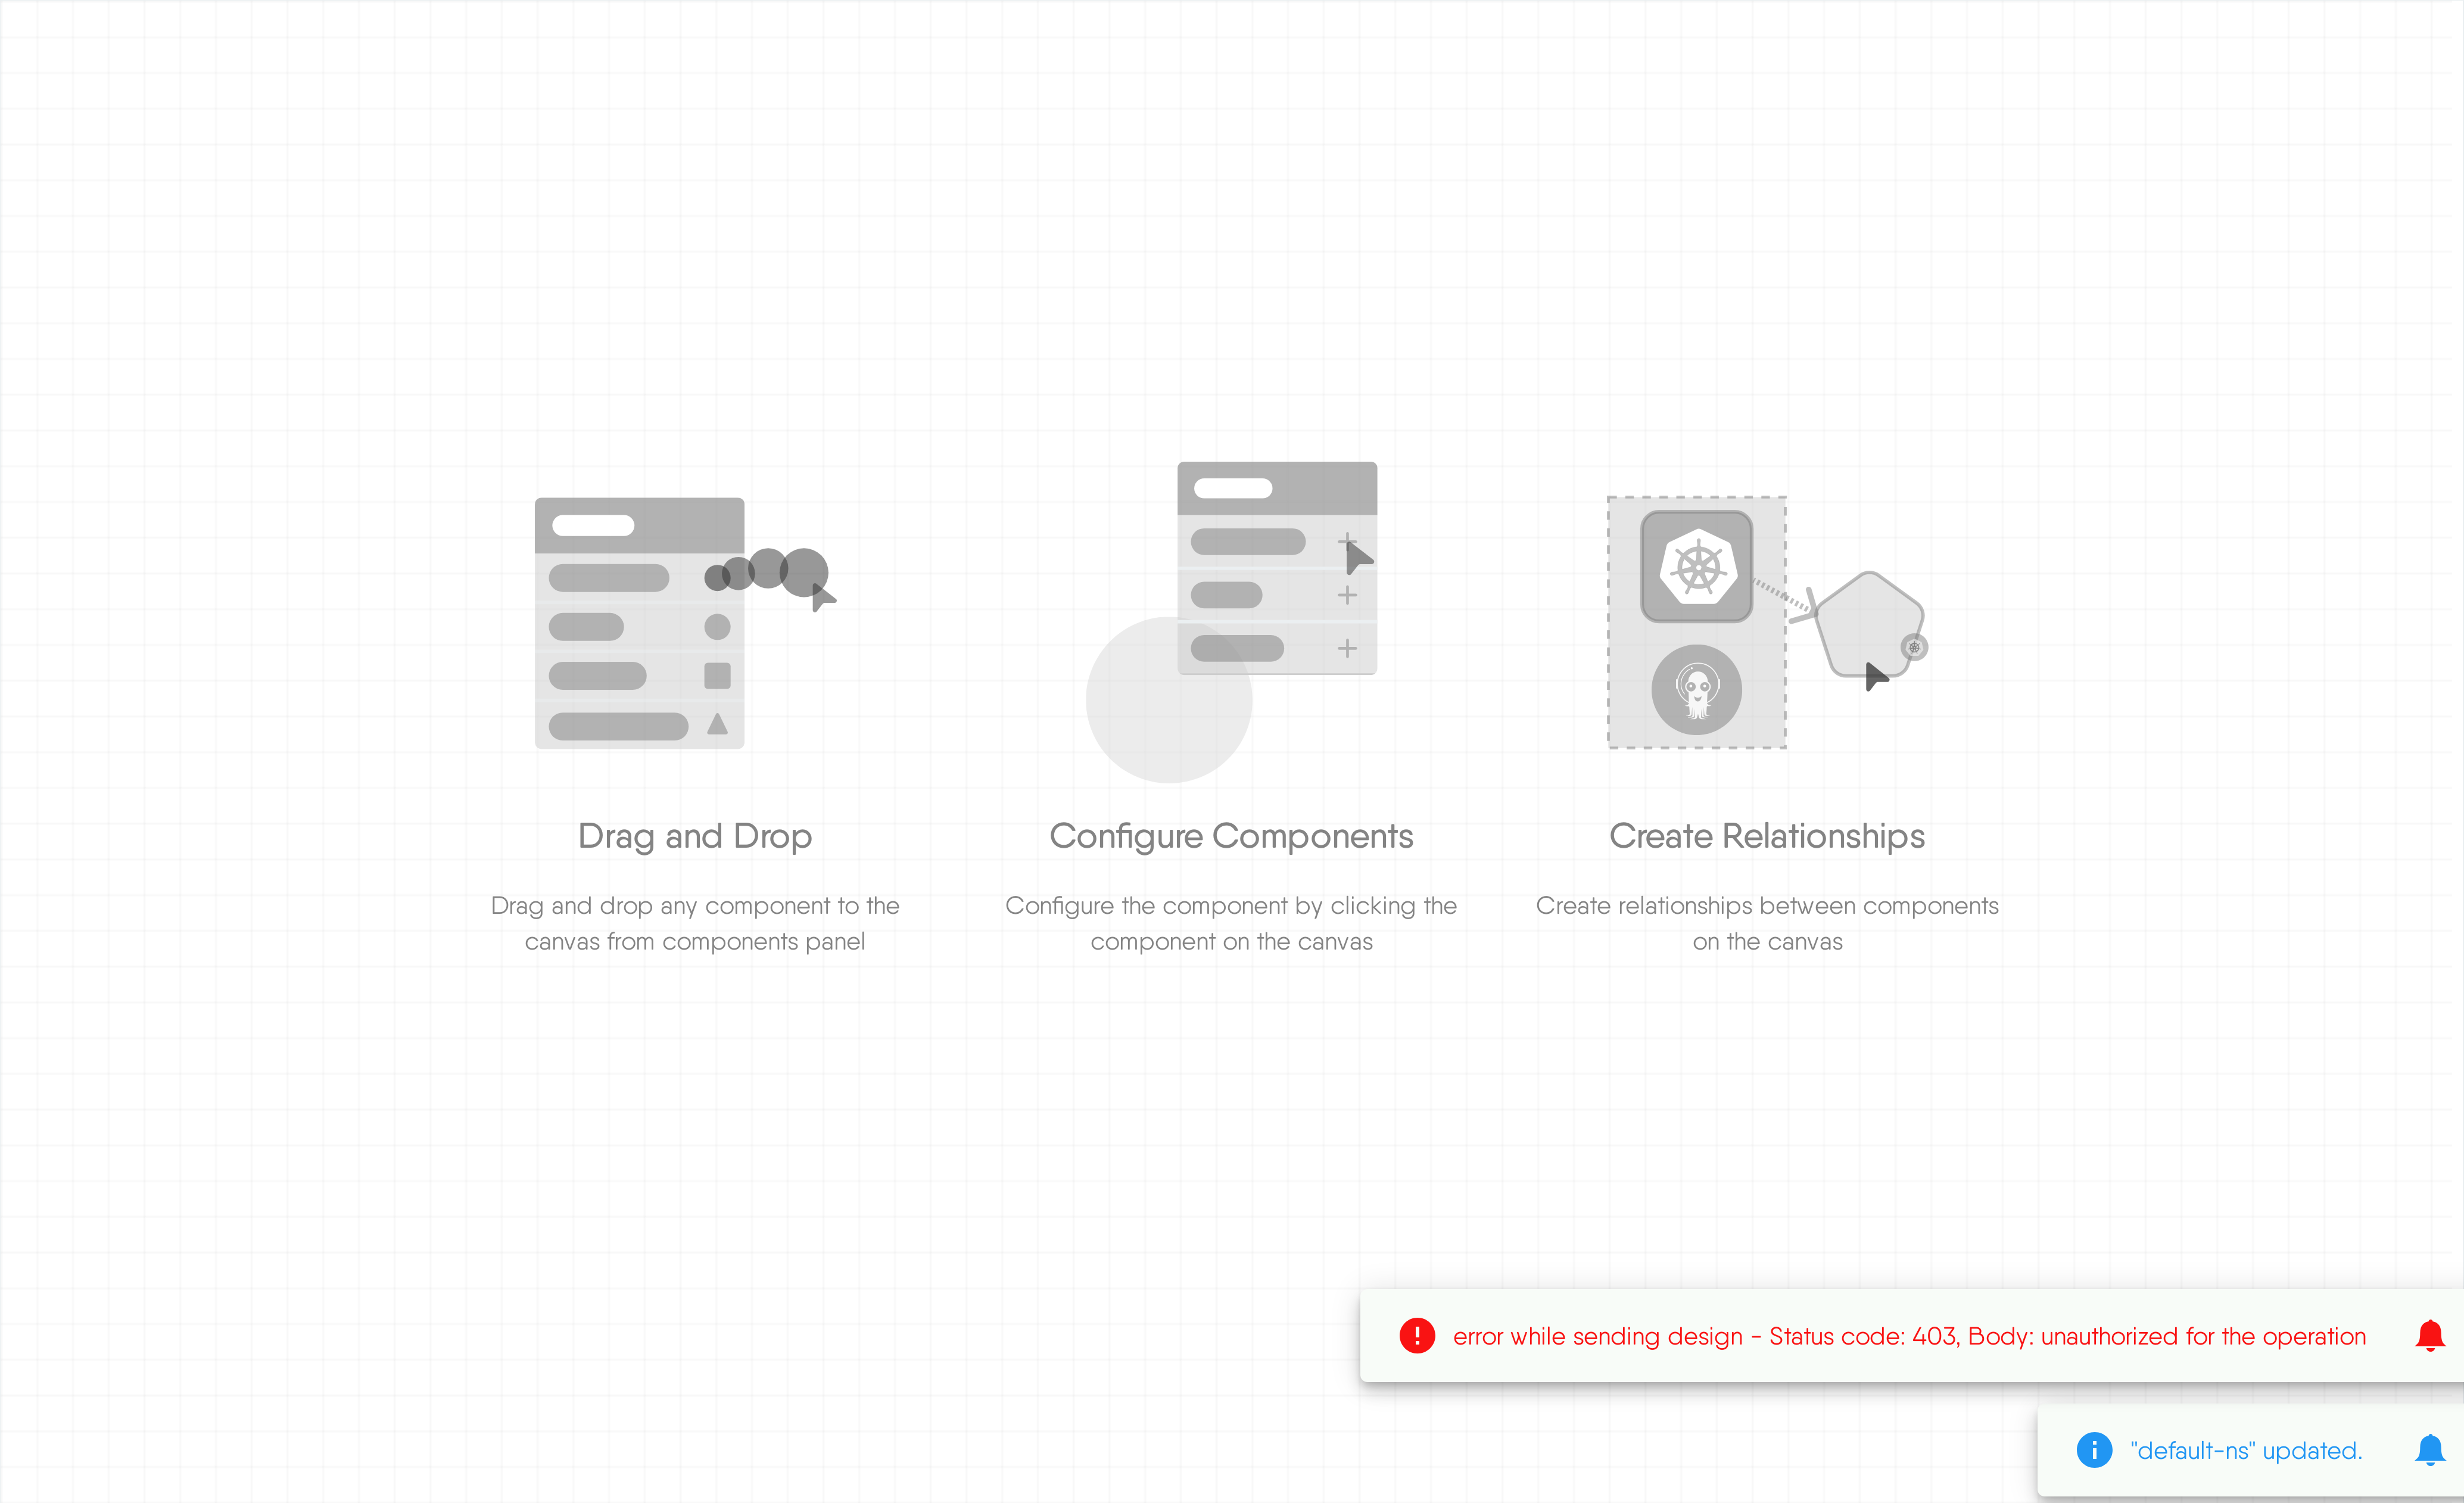 Drag and Drop
Drag and drop any component to the
canvas from components panel
Configure Components
Configure the component by clicking the
component on the canvas
Create Relationships
Create relationships between components
on the canvas
error while sending design - Status code: 403, Body: unauthorized for the operation
"default-ns" updated.